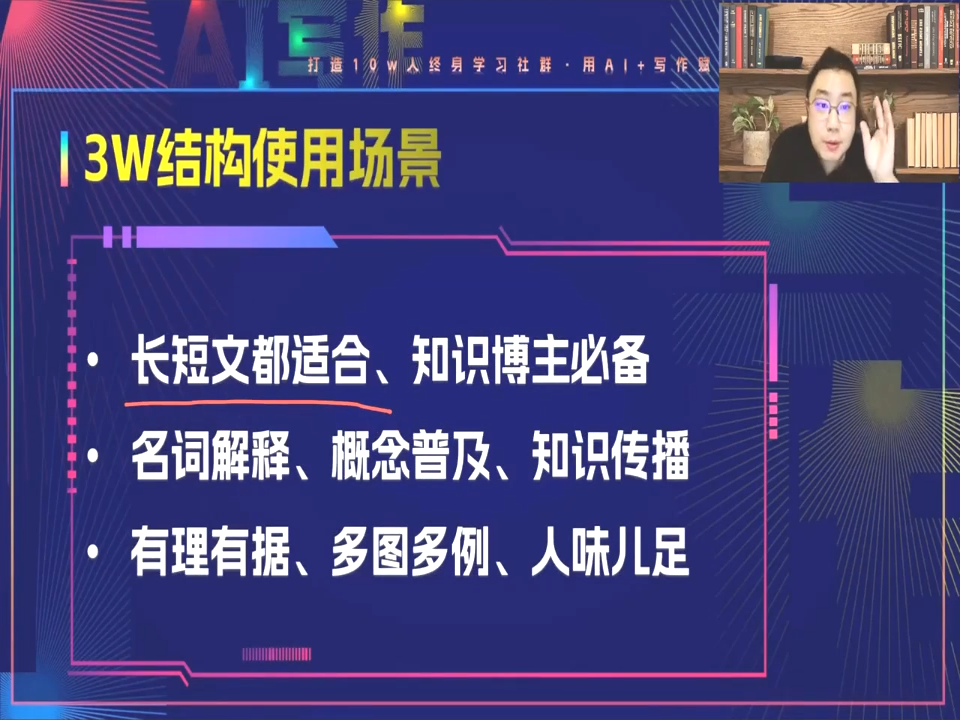 AI写作
打造10w人终身学习社群·用AI+写作赋
3W结构使用场景
• 长短文都适合、知识博主必备
• 名词解释、概念普及、知识传播
• 有理有据、多图多例、人味儿足